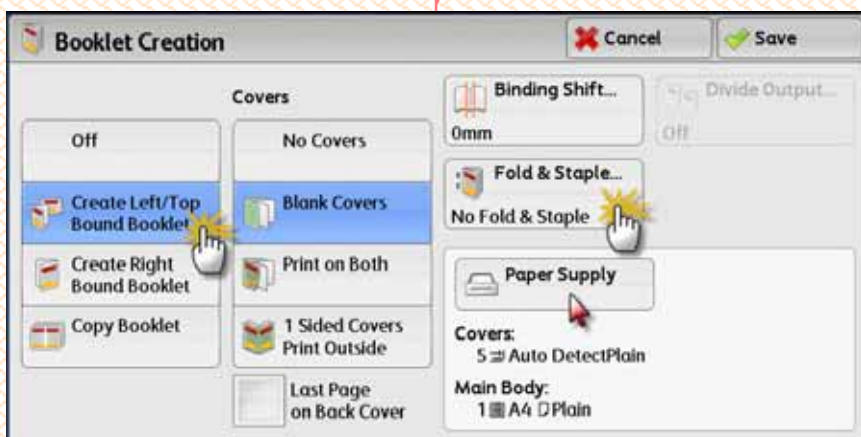 Booklet Creation
Cancel
Save
Covers
Off
Create Left/Top
Bound Booklet
Create Right
Bound Booklet
Copy Booklet
No Covers
Blank Covers
Print on Both
1 Sided Covers
Print Outside
Last Page
on Back Cover
Binding Shift...
0mm
Divide Output...
Off
Fold & Staple...
No Fold & Staple
Paper Supply
Covers:
5 Auto DetectPlain
Main Body:
1 A4 Plain